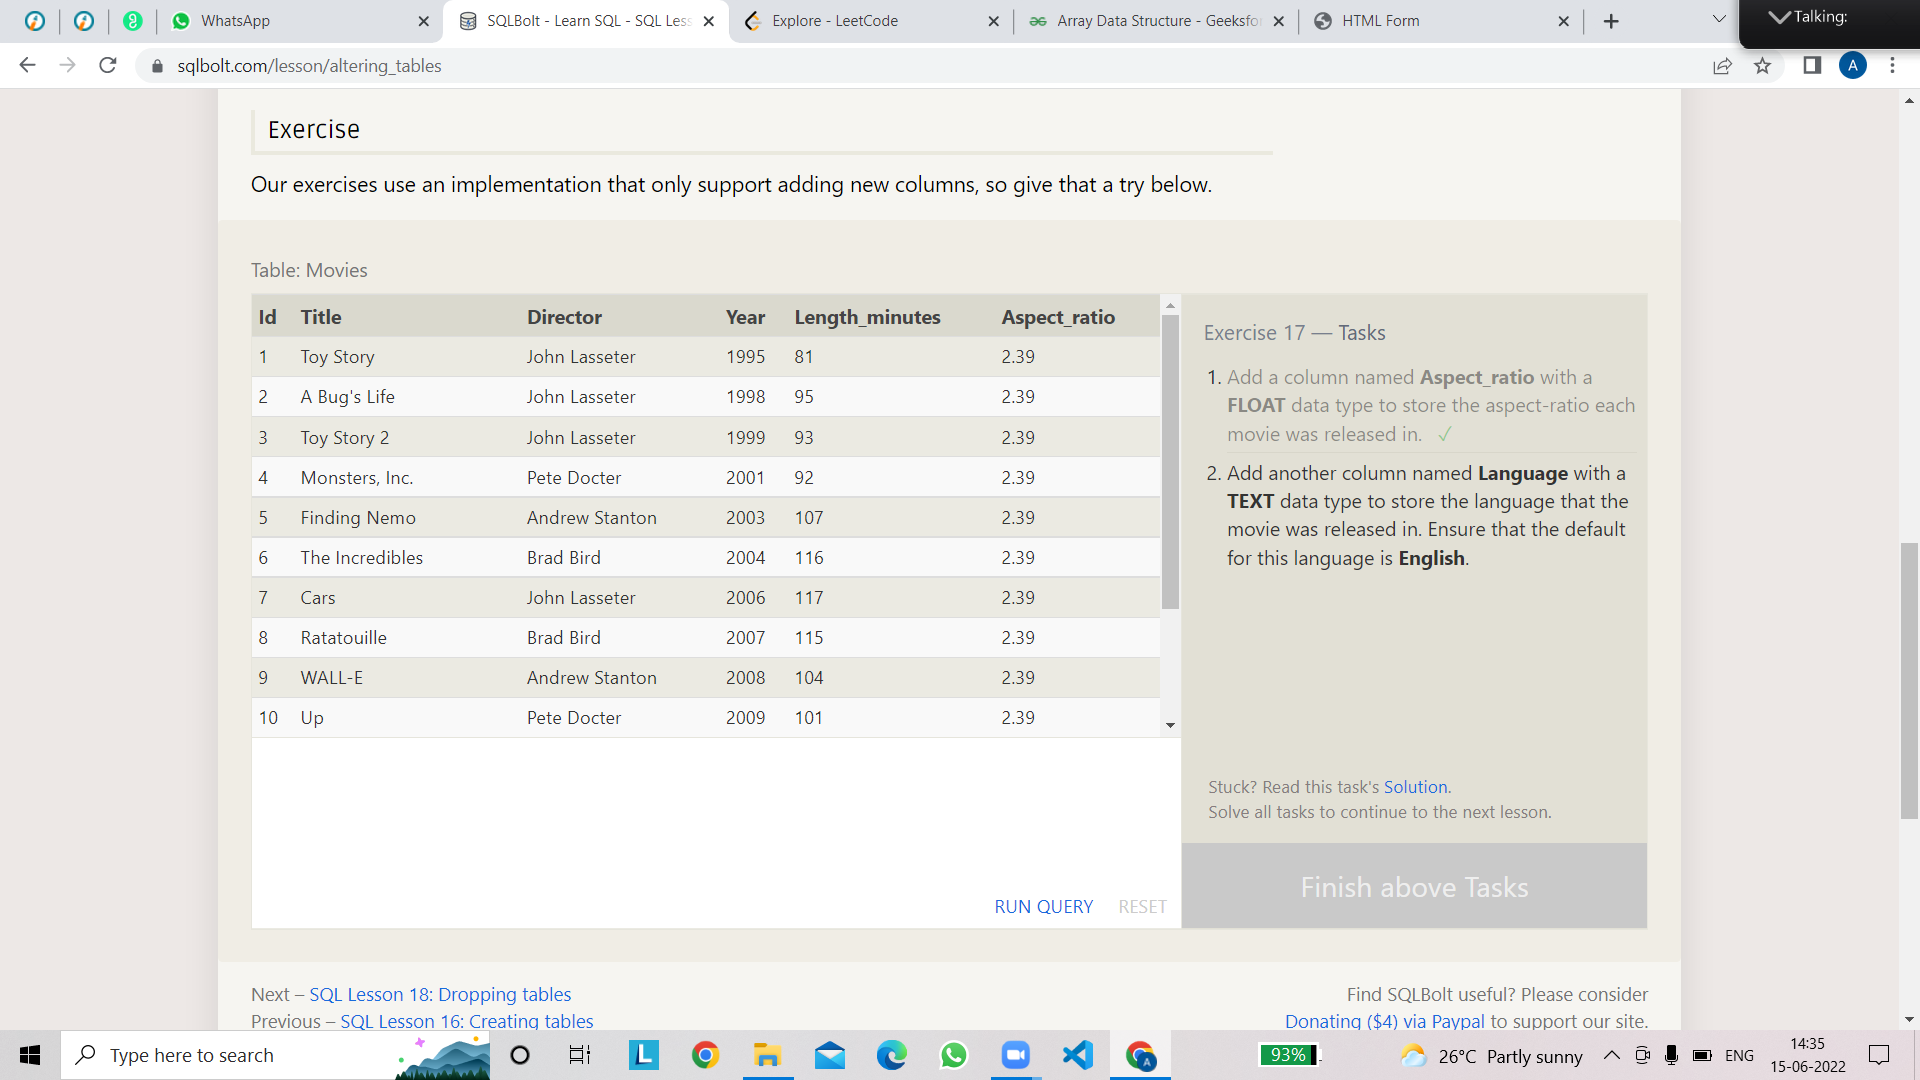 WhatsApp
SQLBolt - Learn SQL - SQL Less
Explore - LeetCode
Array Data Structure - Geeksfo
HTML Form
Talking:
sqlbolt.com/lesson/altering_tables
A
Exercise
Our exercises use an implementation that only support adding new columns, so give that a try below.
Table: Movies
Id Title Director Year Length_minutes Aspect_ratio
1 Toy Story John Lasseter 1995 81 2.39
2 A Bug's Life John Lasseter 1998 95 2.39
3 Toy Story 2 John Lasseter 1999 93 2.39
4 Monsters, Inc. Pete Docter 2001 92 2.39
5 Finding Nemo Andrew Stanton 2003 107 2.39
6 The Incredibles Brad Bird 2004 116 2.39
7 Cars John Lasseter 2006 117 2.39
8 Ratatouille Brad Bird 2007 115 2.39
9 WALL-E Andrew Stanton 2008 104 2.39
10 Up Pete Docter 2009 101 2.39
RUN QUERY RESET
Exercise 17 — Tasks
1. Add a column named Aspect_ratio with a
FLOAT data type to store the aspect-ratio each
movie was released in. ✓
2. Add another column named Language with a
TEXT data type to store the language that the
movie was released in. Ensure that the default
for this language is English.
Stuck? Read this task's Solution.
Solve all tasks to continue to the next lesson.
Finish above Tasks
Next – SQL Lesson 18: Dropping tables
Previous – SQL Lesson 16: Creating tables
Find SQLBolt useful? Please consider
Donating ($4) via Paypal to support our site.
Type here to search
L
A
93%
26°C Partly sunny
ENG
14:35
15-06-2022